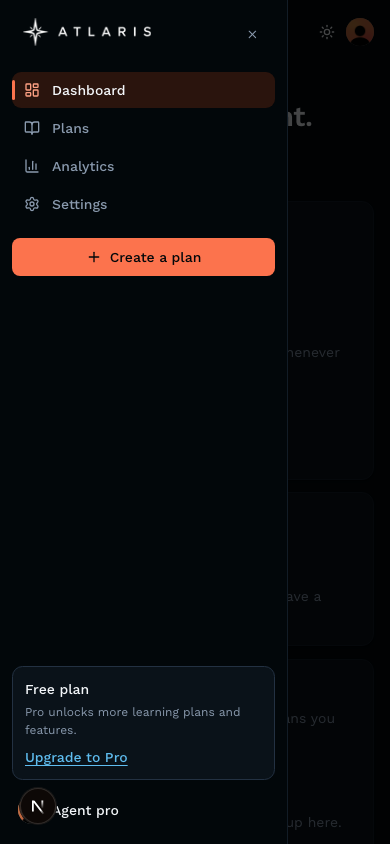 ATLARIS
Dashboard
nt.
Plans
Analytics
Settings
Create a plan
henever
ave a
Free plan
Pro unlocks more learning plans and
features.
ans you
Upgrade to Pro
N
Agent pro
up here.